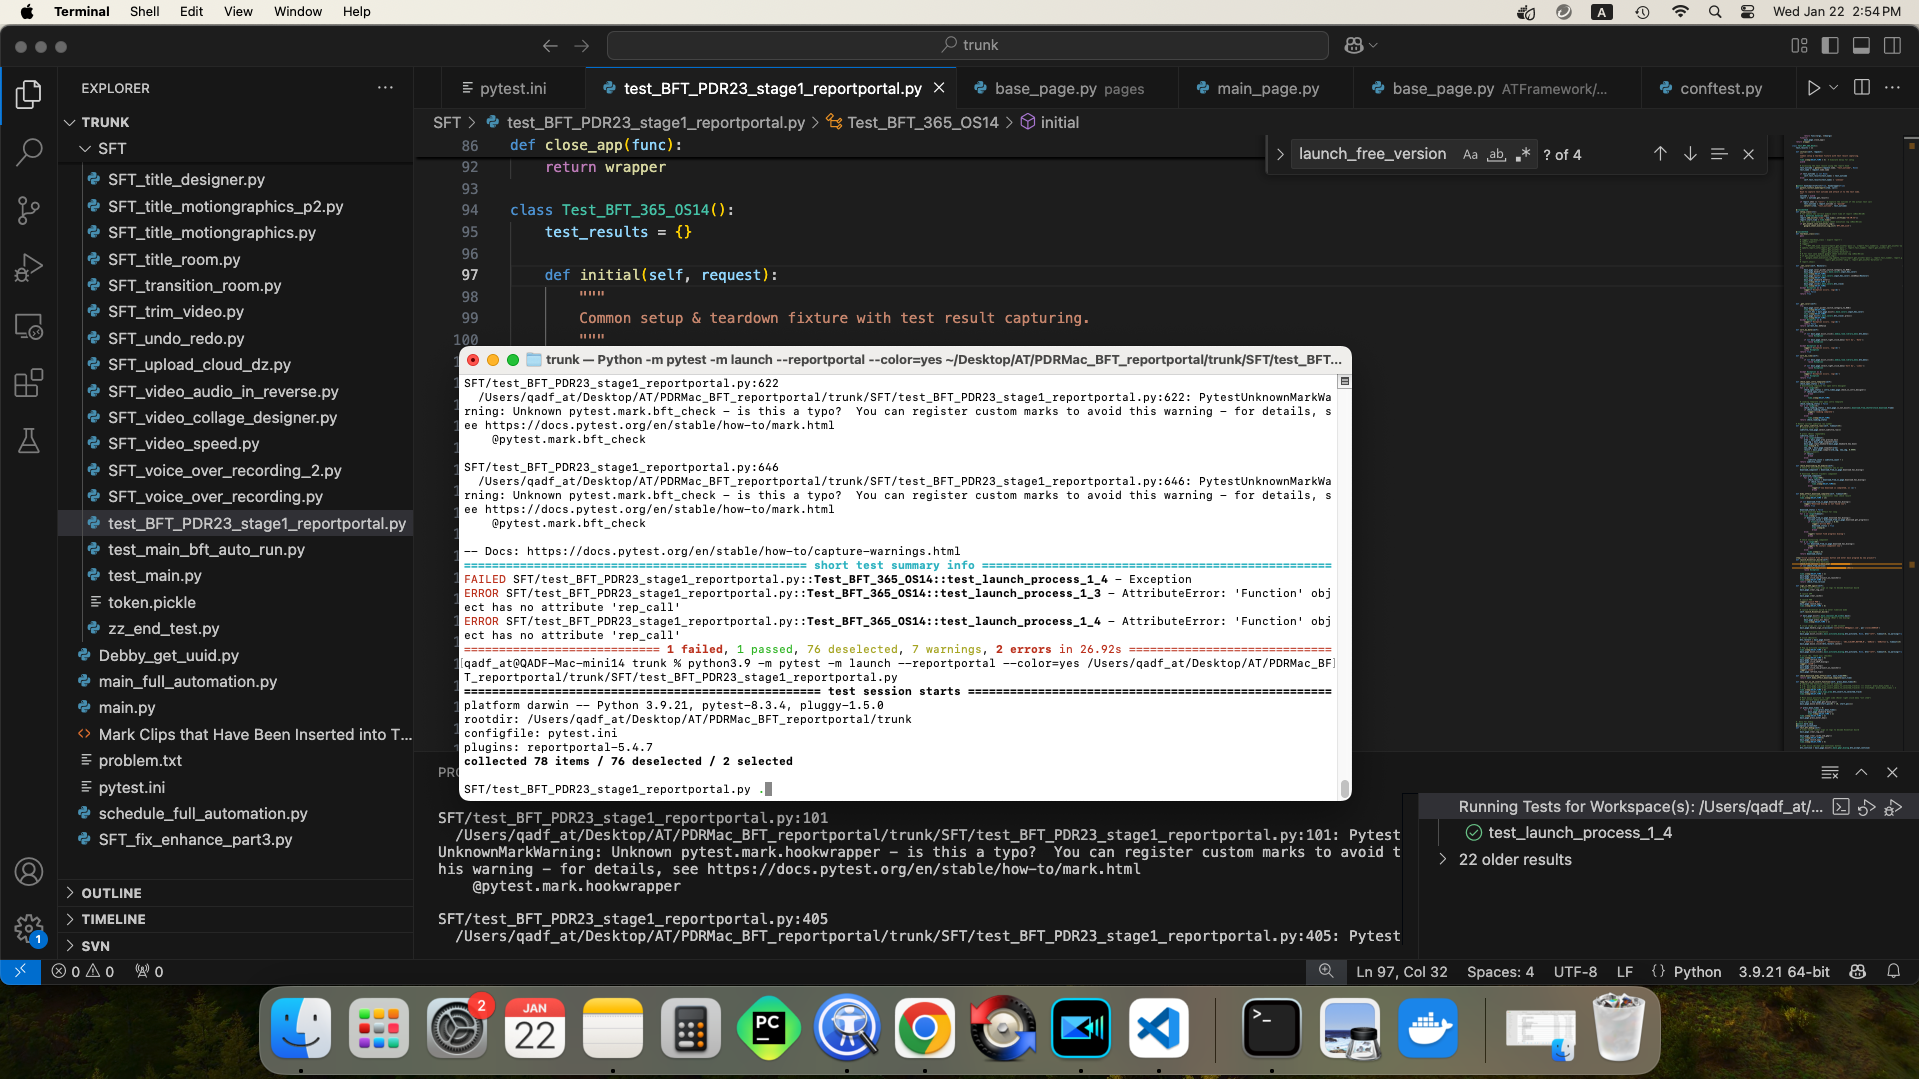 Terminal Shell Edit View Window Help
A Wed Jan 22 2:54 PM
trunk
EXPLORER
pytest.ini
test_BFT_PDR23_stage1_reportportal.py
base_page.py pages
main_page.py
base_page.py ATFramework/...
conftest.py
TRUNK
SFT
SFT_title_designer.py
SFT_title_motiongraphics_p2.py
SFT_title_motiongraphics.py
SFT_title_room.py
SFT_transition_room.py
SFT_trim_video.py
SFT_undo_redo.py
SFT_upload_cloud_dz.py
SFT_video_audio_in_reverse.py
SFT_video_collage_designer.py
SFT_video_speed.py
SFT_voice_over_recording_2.py
SFT_voice_over_recording.py
test_BFT_PDR23_stage1_reportportal.py
test_main_bft_auto_run.py
test_main.py
token.pickle
zz_end_test.py
Debby_get_uuid.py
main_full_automation.py
main.py
Mark Clips that Have Been Inserted into T...
problem.txt
pytest.ini
schedule_full_automation.py
SFT_fix_enhance_part3.py
OUTLINE
TIMELINE
SVN
SFT > test_BFT_PDR23_stage1_reportportal.py > Test_BFT_365_OS14 > initial
launch_free_version Aa ab .* ? of 4
86 def close_app(func):
92 return wrapper
93
94 class Test_BFT_365_OS14():
95 test_results = {}
96
97 def initial(self, request):
98 """
99 Common setup & teardown fixture with test result capturing.
100 """
trunk — Python -m pytest -m launch --reportportal --color=yes ~/Desktop/AT/PDRMac_BFT_reportportal/trunk/SFT/test_BFT...
SFT/test_BFT_PDR23_stage1_reportportal.py:622
/Users/qadf_at/Desktop/AT/PDRMac_BFT_reportportal/trunk/SFT/test_BFT_PDR23_stage1_reportportal.py:622: PytestUnknownMarkWa
rning: Unknown pytest.mark.bft_check - is this a typo?  You can register custom marks to avoid this warning - for details, s
ee https://docs.pytest.org/en/stable/how-to/mark.html
@pytest.mark.bft_check
SFT/test_BFT_PDR23_stage1_reportportal.py:646
/Users/qadf_at/Desktop/AT/PDRMac_BFT_reportportal/trunk/SFT/test_BFT_PDR23_stage1_reportportal.py:646: PytestUnknownMarkWa
rning: Unknown pytest.mark.bft_check - is this a typo?  You can register custom marks to avoid this warning - for details, s
ee https://docs.pytest.org/en/stable/how-to/mark.html
@pytest.mark.bft_check
-- Docs: https://docs.pytest.org/en/stable/how-to/capture-warnings.html
================= short test summary info =================
FAILED SFT/test_BFT_PDR23_stage1_reportportal.py::Test_BFT_365_OS14::test_launch_process_1_4 - Exception
ERROR SFT/test_BFT_PDR23_stage1_reportportal.py::Test_BFT_365_OS14::test_launch_process_1_3 - AttributeError: 'Function' obj
ect has no attribute 'rep_call'
ERROR SFT/test_BFT_PDR23_stage1_reportportal.py::Test_BFT_365_OS14::test_launch_process_1_4 - AttributeError: 'Function' obj
ect has no attribute 'rep_call'
================= 1 failed, 1 passed, 76 deselected, 7 warnings, 2 errors in 26.92s =================
[qadf_at@QADF-Mac-mini14 trunk % python3.9 -m pytest -m launch --reportportal --color=yes /Users/qadf_at/Desktop/AT/PDRMac_BF]
T_reportportal/trunk/SFT/test_BFT_PDR23_stage1_reportportal.py
================= test session starts =================
platform darwin -- Python 3.9.21, pytest-8.3.4, pluggy-1.5.0
rootdir: /Users/qadf_at/Desktop/AT/PDRMac_BFT_reportportal/trunk
configfile: pytest.ini
plugins: reportportal-5.4.7
collected 78 items / 76 deselected / 2 selected
SFT/test_BFT_PDR23_stage1_reportportal.py .
SFT/test_BFT_PDR23_stage1_reportportal.py:101
/Users/qadf_at/Desktop/AT/PDRMac_BFT_reportportal/trunk/SFT/test_BFT_PDR23_stage1_reportportal.py:101: Pytest
UnknownMarkWarning: Unknown pytest.mark.hookwrapper - is this a typo?  You can register custom marks to avoid t
his warning - for details, see https://docs.pytest.org/en/stable/how-to/mark.html
@pytest.mark.hookwrapper
SFT/test_BFT_PDR23_stage1_reportportal.py:405
/Users/qadf_at/Desktop/AT/PDRMac_BFT_reportportal/trunk/SFT/test_BFT_PDR23_stage1_reportportal.py:405: Pytest
Running Tests for Workspace(s): /Users/qadf_at/...
test_launch_process_1_4
22 older results
1
0 0 0
Ln 97, Col 32 Spaces: 4 UTF-8 LF {} Python 3.9.21 64-bit
2
JAN
22
PC
>_